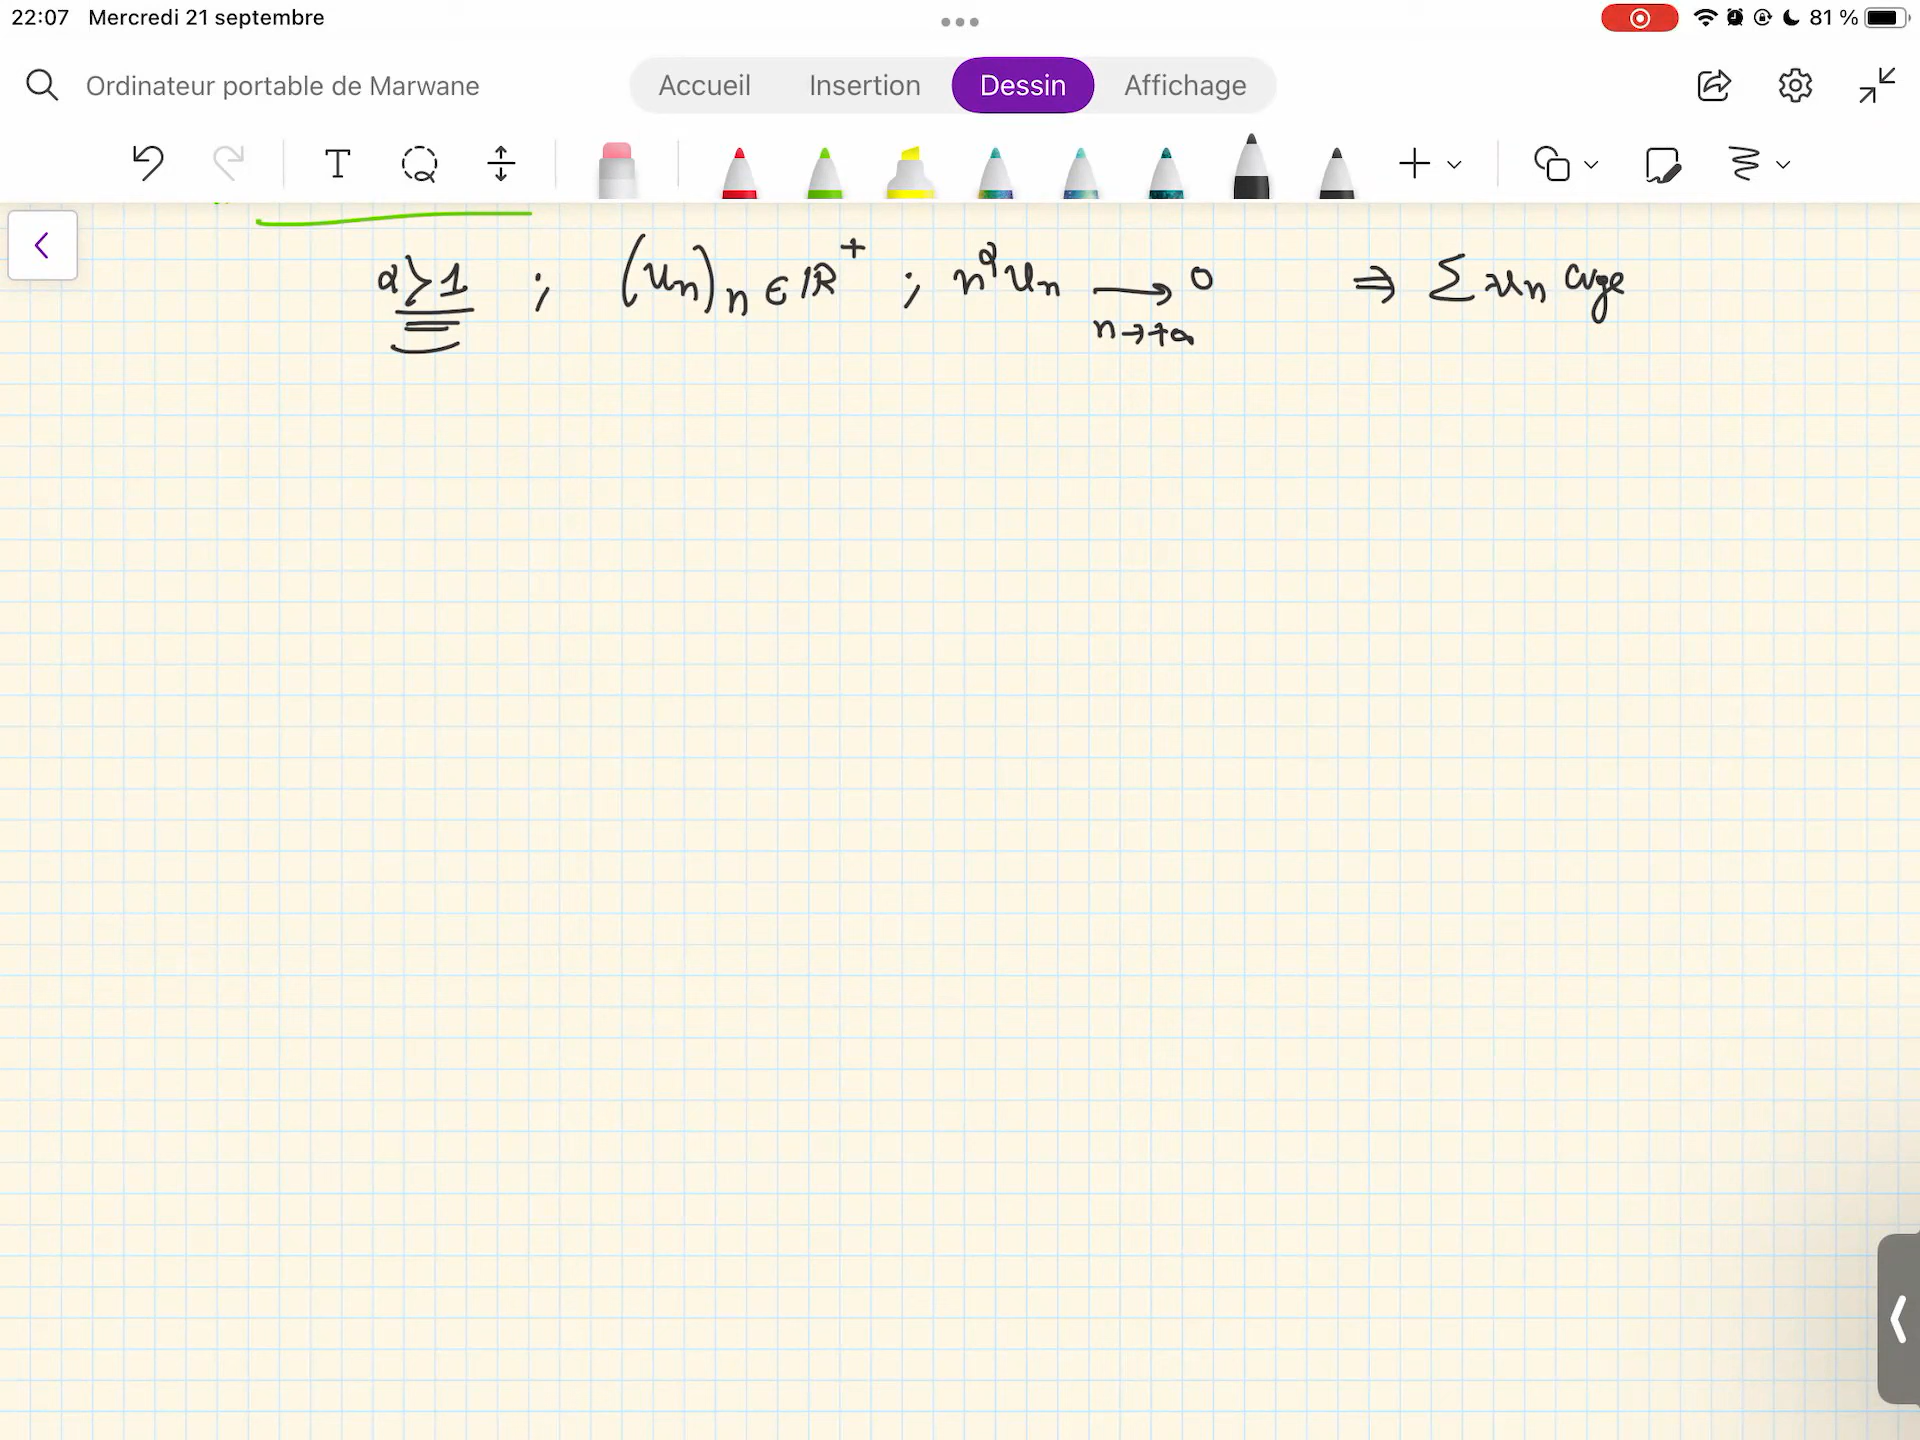 22:07 Mercredi 21 septembre 81 %
Ordinateur portable de Marwane Accueil Insertion Dessin Affichage
T
α>1 ; (un)n ∈ ℝ+ ; n^α un ⟶ 0 ⇒ Σ un cvge
n→+∞